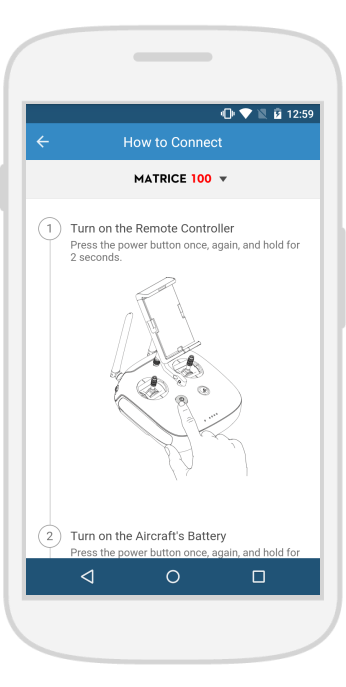 12:59
How to Connect
MATRICE 100
1
Turn on the Remote Controller
Press the power button once, again, and hold for
2 seconds.
2
Turn on the Aircraft's Battery
Press the power button once, again, and hold for